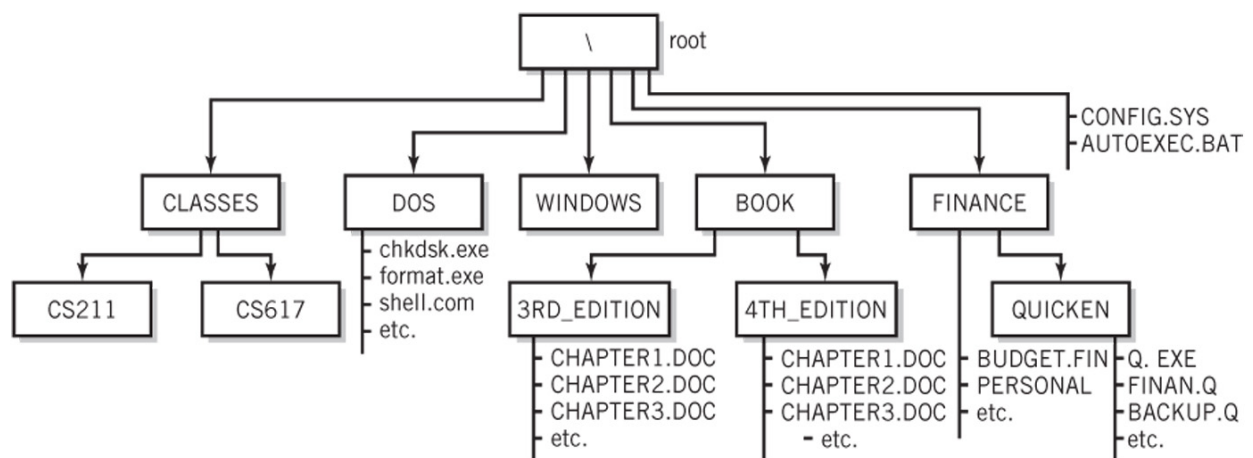 \
root
CONFIG.SYS
AUTOEXEC.BAT
CLASSES
DOS
WINDOWS
BOOK
FINANCE
CS211
CS617
chkdsk.exe
format.exe
shell.com
etc.
3RD_EDITION
CHAPTER1.DOC
CHAPTER2.DOC
CHAPTER3.DOC
etc.
4TH_EDITION
CHAPTER1.DOC
CHAPTER2.DOC
CHAPTER3.DOC
etc.
BUDGET.FIN
PERSONAL
etc.
QUICKEN
Q. EXE
FINAN.Q
BACKUP.Q
etc.